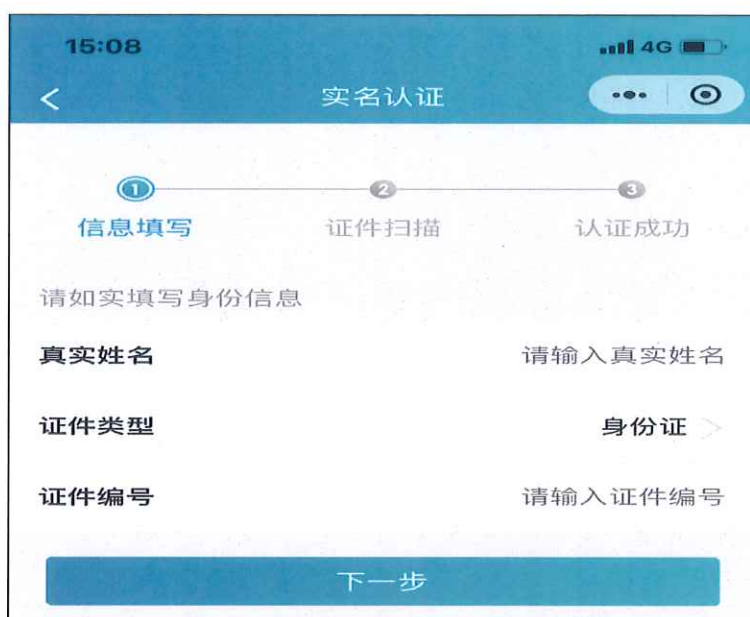 15:08
4G
实名认证
1 2 3
信息填写 证件扫描 认证成功
请如实填写身份信息
真实姓名 请输入真实姓名
证件类型 身份证
证件编号 请输入证件编号
下一步